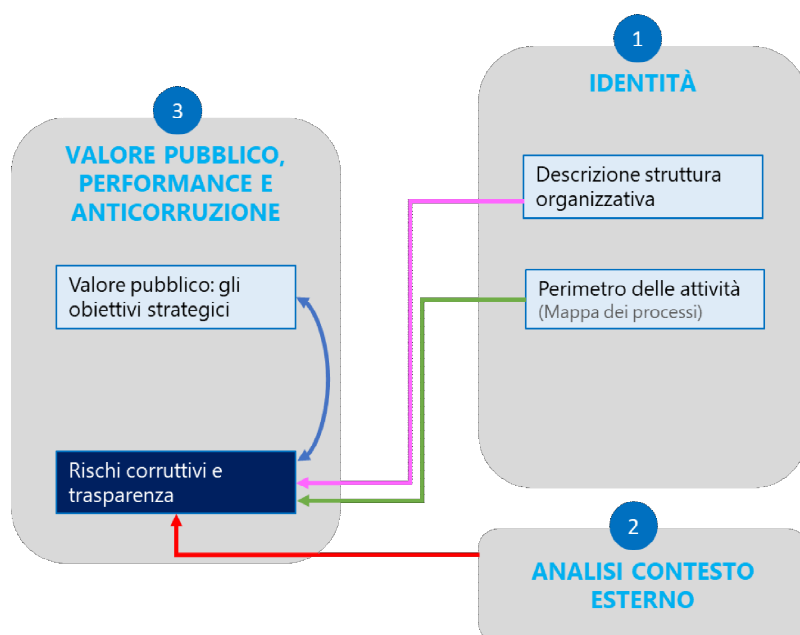 1
IDENTITÀ
Descrizione struttura
organizzativa
Perimetro delle attività
(Mappa dei processi)
2
ANALISI CONTESTO
ESTERNO
3
VALORE PUBBLICO,
PERFORMANCE E
ANTICORRUZIONE
Valore pubblico: gli
obiettivi strategici
Rischi corruttivi e
trasparenza